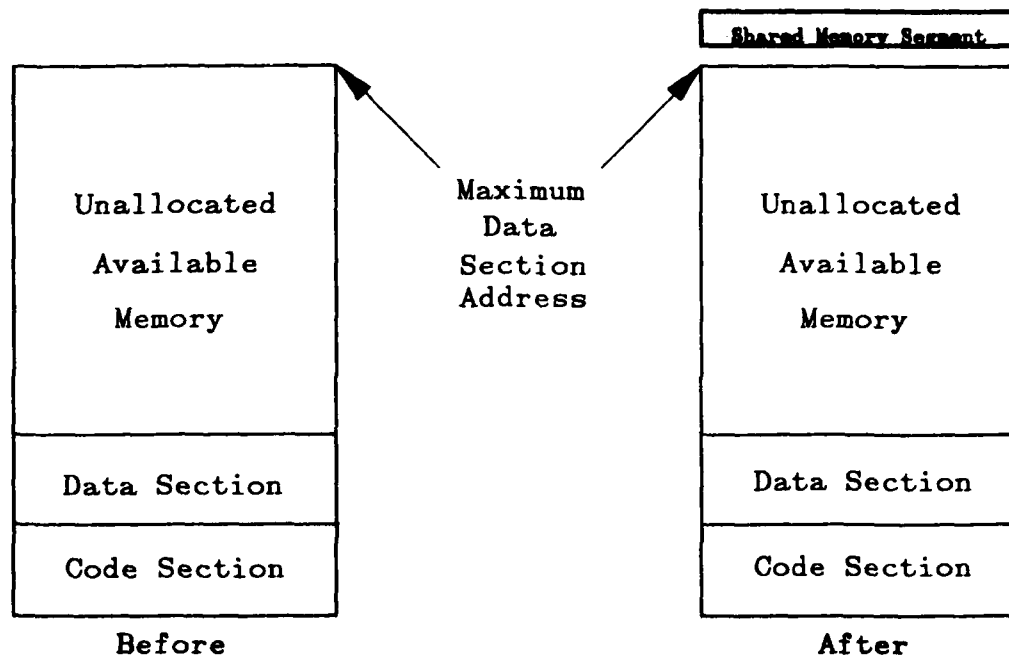 Shared Memory Segment
Unallocated
Available
Memory
Data Section
Code Section
Before
Maximum
Data
Section
Address
Unallocated
Available
Memory
Data Section
Code Section
After